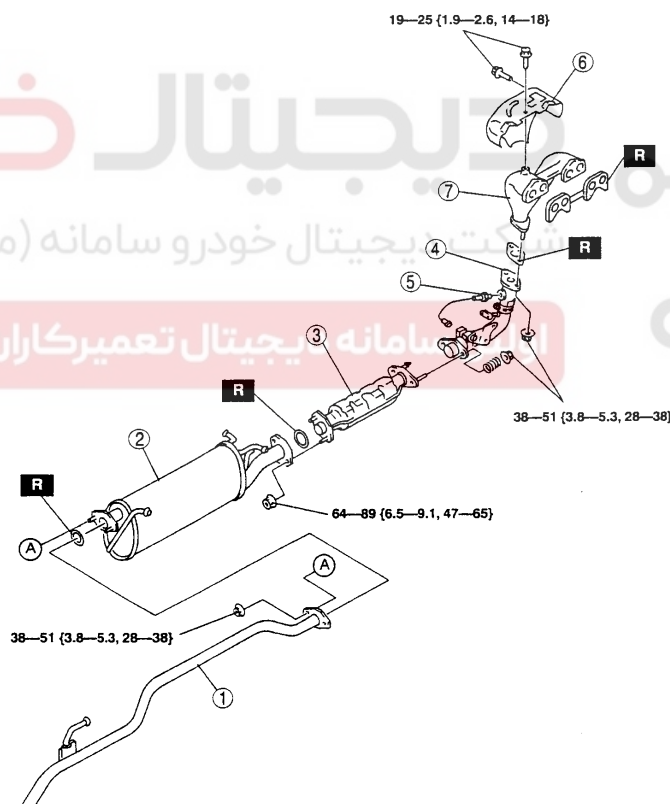 19—25 {1.9—2.6, 14—18}
6
دیجیتال خ
R
7
شرکت دیجیتال خودرو سامانه (م
R
4
5
3
اولین سامانه دیجیتال تعمیرکاران
R
38—51 {3.8—5.3, 28—38}
2
R
64—89 {6.5—9.1, 47—65}
A
A
38—51 {3.8—5.3, 28—38}
1